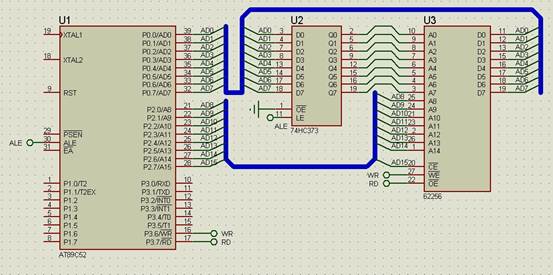 U1
19 XTAL1
18 XTAL2
9 RST
29 PSEN
ALE 30 ALE
31 EA
1 P1.0/T2
2 P1.1/T2EX
3 P1.2
4 P1.3
5 P1.4
6 P1.5
7 P1.6
8 P1.7
AT89C52
P0.0/AD0 39 AD0
P0.1/AD1 38 AD1
P0.2/AD2 37 AD2
P0.3/AD3 36 AD3
P0.4/AD4 35 AD4
P0.5/AD5 34 AD5
P0.6/AD6 33 AD6
P0.7/AD7 32 AD7
P2.0/A8 21 AD8
P2.1/A9 22 AD9
P2.2/A10 23 AD10
P2.3/A11 24 AD11
P2.4/A12 25 AD12
P2.5/A13 26 AD13
P2.6/A14 27 AD14
P2.7/A15 28 AD15
P3.0/RXD 10
P3.1/TXD 11
P3.2/INT0 12
P3.3/INT1 13
P3.4/T0 14
P3.5/T1 15
P3.6/WR 16 WR
P3.7/RD 17 RD
U2
AD0 3 D0 Q0 2
AD1 4 D1 Q1 5
AD2 7 D2 Q2 6
AD3 8 D3 Q3 9
AD4 13 D4 Q4 12
AD5 14 D5 Q5 15
AD6 17 D6 Q6 16
AD7 18 D7 Q7 19
1 OE
ALE 11 LE
74HC373
U3
10 A0 D0 11 AD0
9 A1 D1 12 AD1
8 A2 D2 13 AD2
7 A3 D3 15 AD3
6 A4 D4 16 AD4
5 A5 D5 17 AD5
4 A6 D6 18 AD6
3 A7 D7 19 AD7
AD8 25 A8
AD9 24 A9
AD10 21 A10
AD11 23 A11
AD12 2 A12
AD13 26 A13
AD14 1 A14
AD15 20 CE
WR 27 WE
RD 22 OE
62256